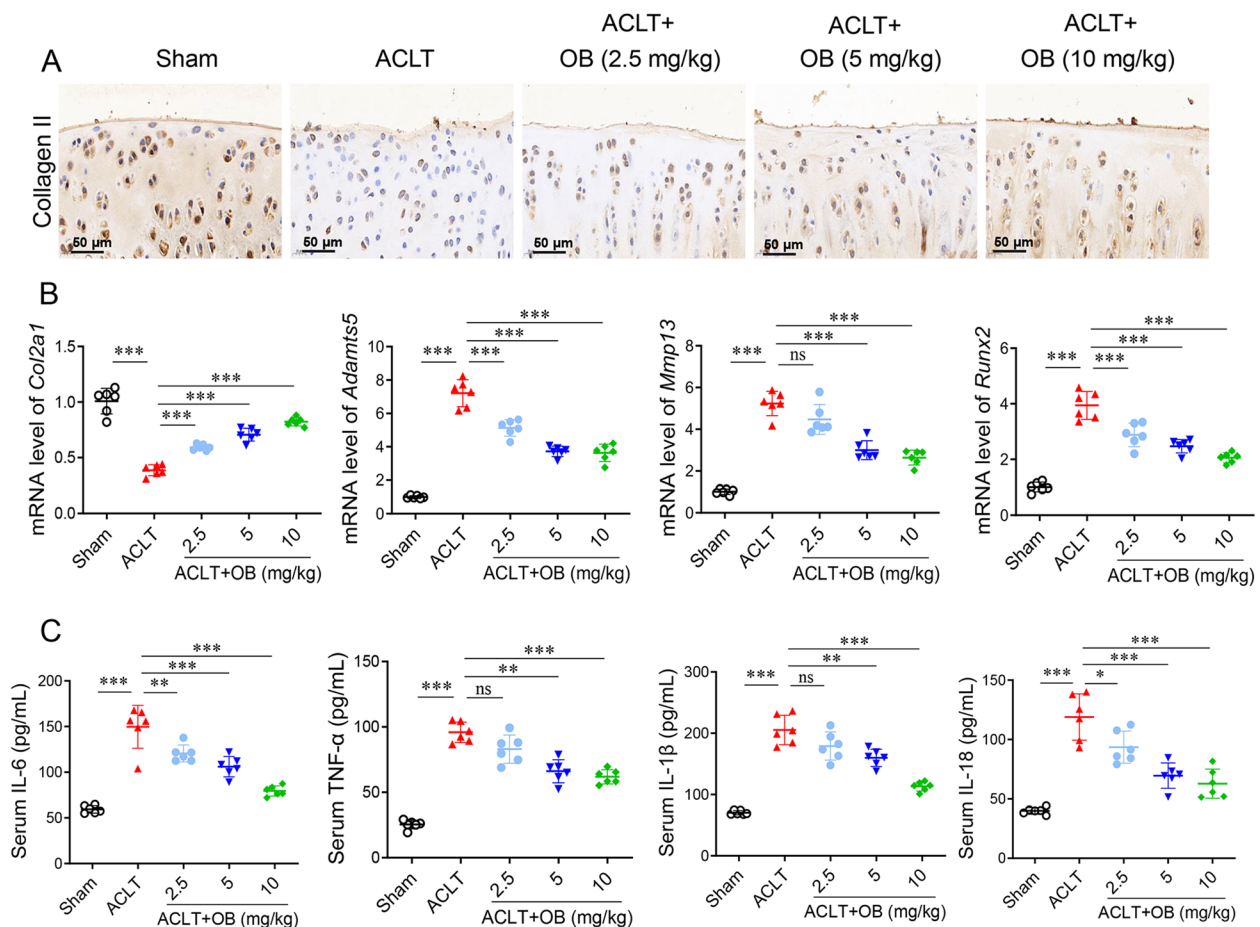 A
Sham
ACLT
ACLT+
OB (2.5 mg/kg)
ACLT+
OB (5 mg/kg)
ACLT+
OB (10 mg/kg)
Collagen II
50 μm
50 μm
50 μm
50 μm
50 μm
B
mRNA level of Col2a1
1.5
1.0
0.5
0.0
***
***
***
***
Sham
ACLT
2.5
5
10
ACLT+OB (mg/kg)
mRNA level of Adamts5
10
8
6
4
2
0
***
***
***
***
Sham
ACLT
2.5
5
10
ACLT+OB (mg/kg)
mRNA level of Mmp13
8
6
4
2
0
***
***
ns
***
Sham
ACLT
2.5
5
10
ACLT+OB (mg/kg)
mRNA level of Runx2
6
4
2
0
***
***
***
***
Sham
ACLT
2.5
5
10
ACLT+OB (mg/kg)
C
Serum IL-6 (pg/mL)
200
150
100
50
0
***
***
***
**
Sham
ACLT
2.5
5
10
ACLT+OB (mg/kg)
Serum TNF-α (pg/mL)
150
100
50
0
***
**
ns
***
Sham
ACLT
2.5
5
10
ACLT+OB (mg/kg)
Serum IL-1β (pg/mL)
300
200
100
0
***
**
ns
***
Sham
ACLT
2.5
5
10
ACLT+OB (mg/kg)
Serum IL-18 (pg/mL)
150
100
50
0
***
***
*
***
Sham
ACLT
2.5
5
10
ACLT+OB (mg/kg)